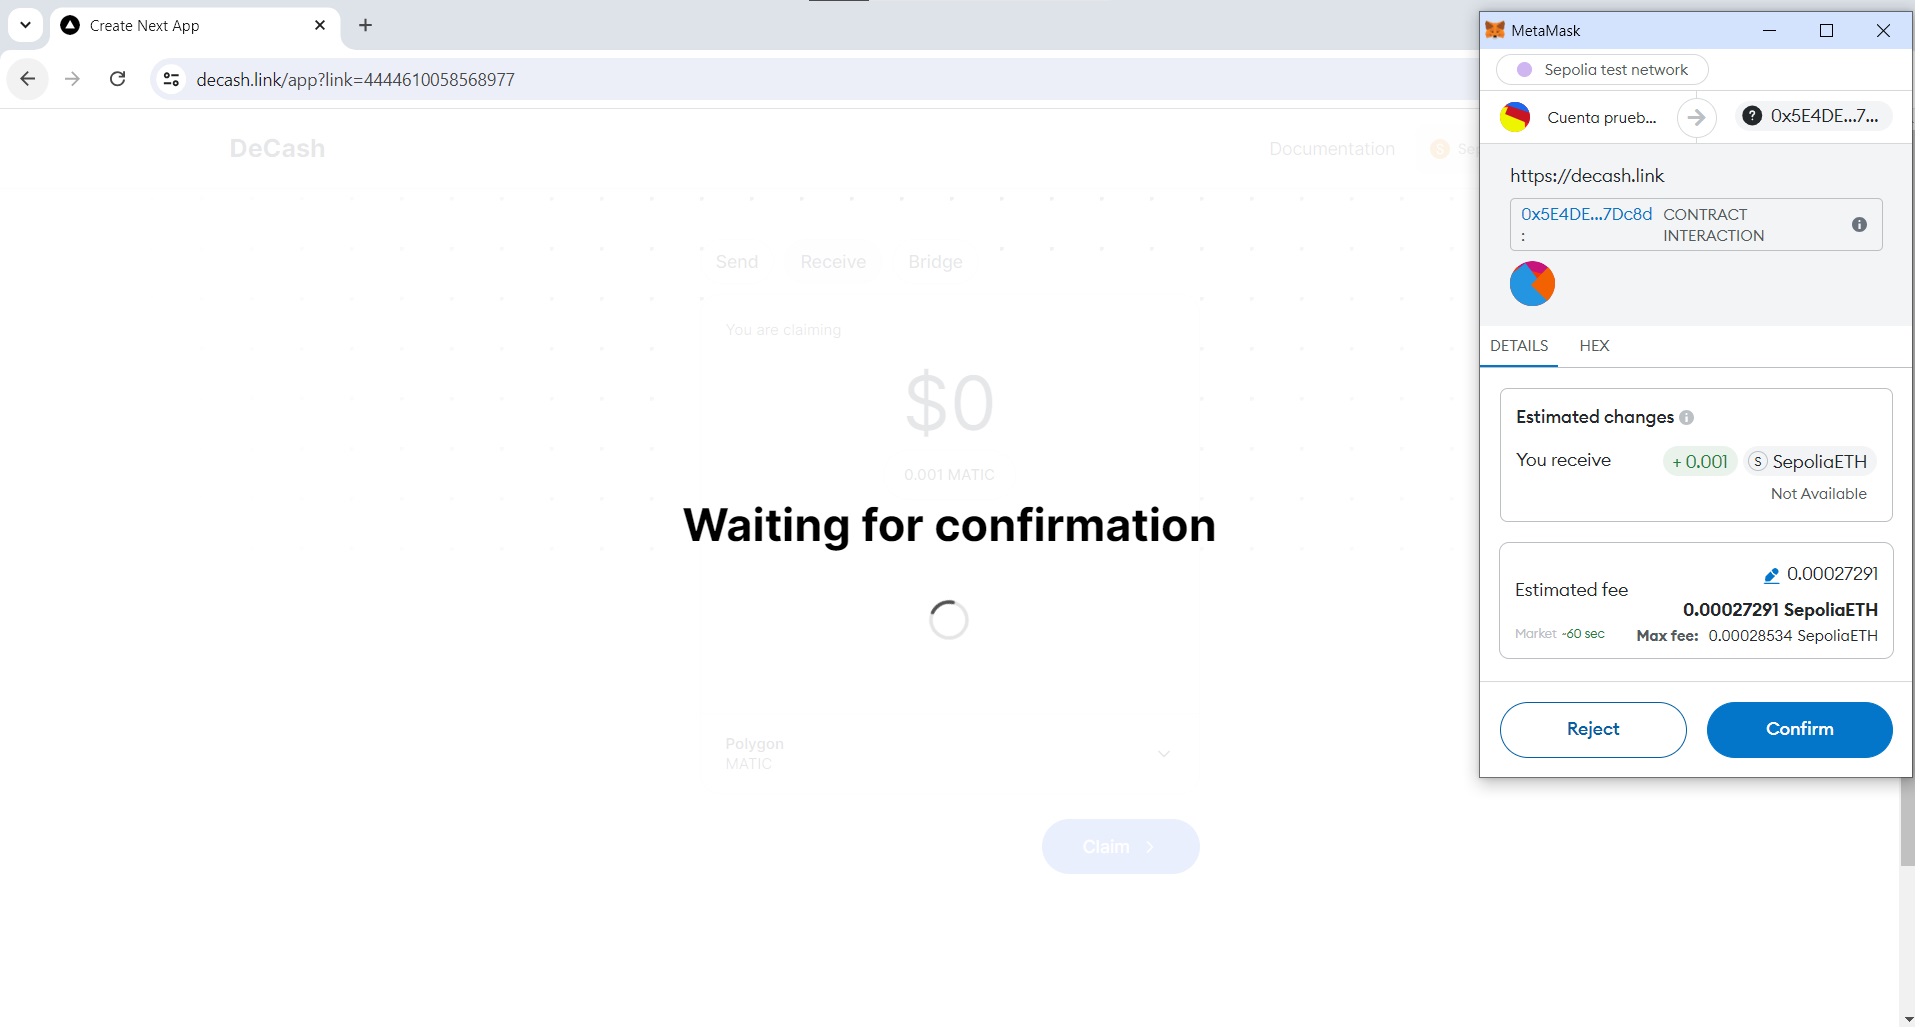 Create Next App
decash.link/app?link=4444610058568977
DeCash
Documentation
Send
Receive
Bridge
You are claiming
$0
0.001 MATIC
Waiting for confirmation
Polygon
MATIC
Claim
MetaMask
Sepolia test network
Cuenta prueb...
? 0x5E4DE...7...
https://decash.link
0x5E4DE...7Dc8d CONTRACT
: INTERACTION
DETAILS
HEX
Estimated changes
You receive
+ 0.001
S SepoliaETH
Not Available
0.00027291
Estimated fee
0.00027291 SepoliaETH
Market ~60 sec
Max fee: 0.00028534 SepoliaETH
Reject
Confirm